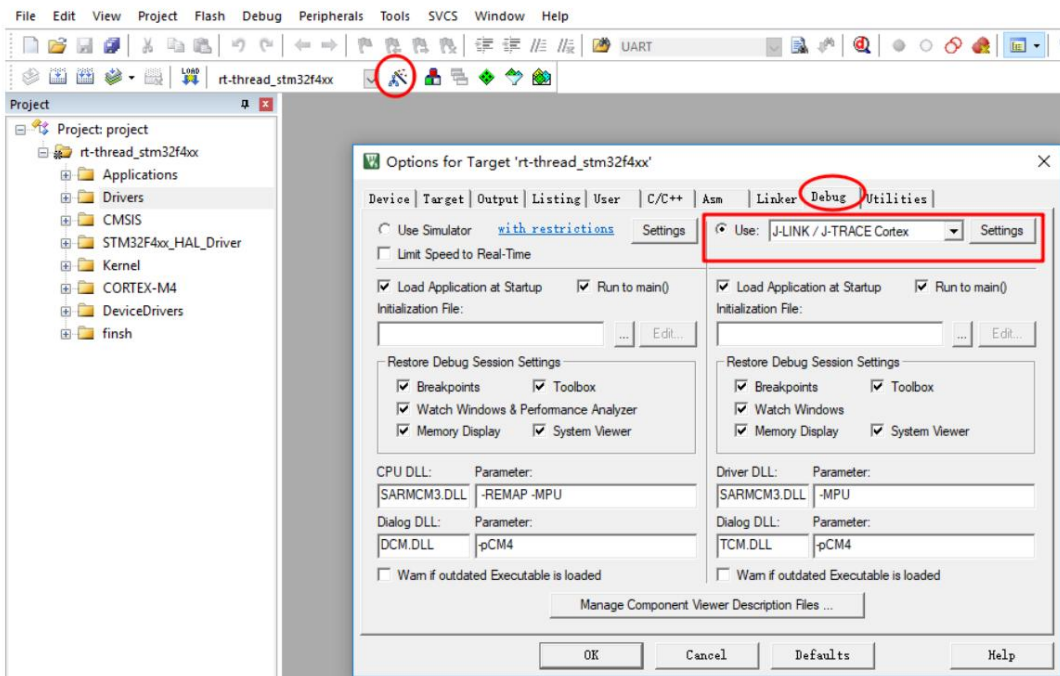 File Edit View Project Flash Debug Peripherals Tools SVCS Window Help
UART
LOAD rt-thread_stm32f4xx
Project
Project: project
rt-thread_stm32f4xx
Applications
Drivers
CMSIS
STM32F4xx_HAL_Driver
Kernel
CORTEX-M4
DeviceDrivers
finsh
Options for Target 'rt-thread_stm32f4xx'
Device Target Output Listing User C/C++ Asm Linker Debug Utilities
Use Simulator with restrictions Settings
Limit Speed to Real-Time
Load Application at Startup Run to main()
Initialization File:
... Edit...
Restore Debug Session Settings
Breakpoints Toolbox
Watch Windows & Performance Analyzer
Memory Display System Viewer
CPU DLL: Parameter:
SARMCM3.DLL -REMAP -MPU
Dialog DLL: Parameter:
DCM.DLL -pCM4
Warn if outdated Executable is loaded
Use: J-LINK / J-TRACE Cortex Settings
Load Application at Startup Run to main()
Initialization File:
... Edit...
Restore Debug Session Settings
Breakpoints Toolbox
Watch Windows
Memory Display System Viewer
Driver DLL: Parameter:
SARMCM3.DLL -MPU
Dialog DLL: Parameter:
TCM.DLL -pCM4
Warn if outdated Executable is loaded
Manage Component Viewer Description Files ...
OK Cancel Defaults Help